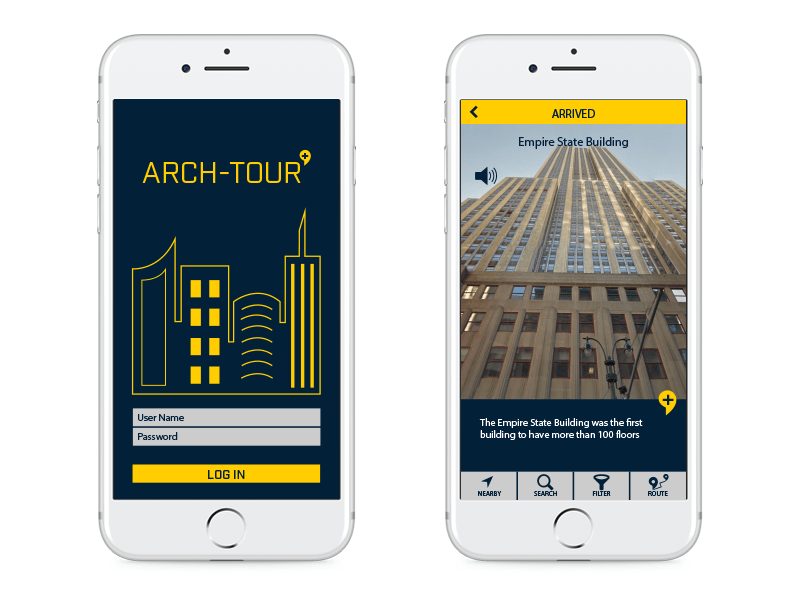 ARCH-TOUR
User Name
Password
LOG IN
ARRIVED
Empire State Building
The Empire State Building was the first
building to have more than 100 floors
NEARBY
SEARCH
FILTER
ROUTE